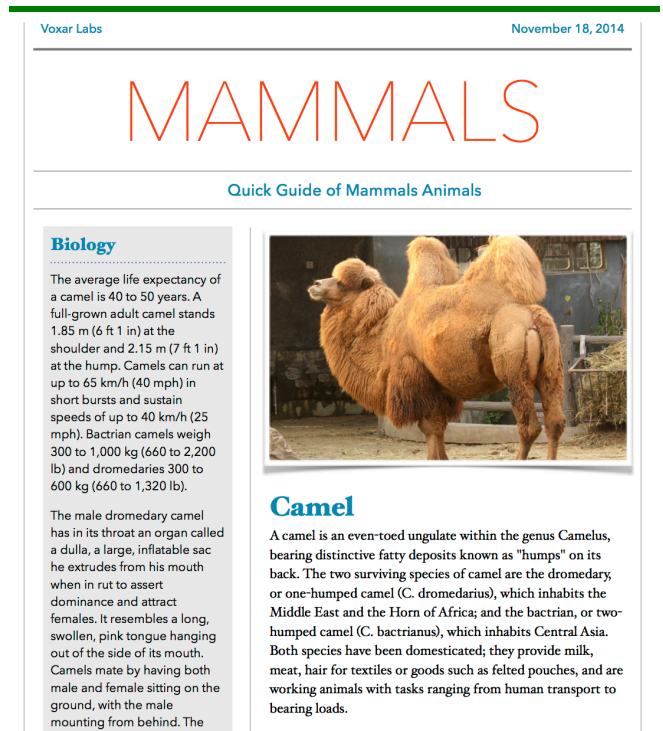 Voxar Labs
November 18, 2014
MAMMALS
Quick Guide of Mammals Animals
Biology
The average life expectancy of
a camel is 40 to 50 years. A
full-grown adult camel stands
1.85 m (6 ft 1 in) at the
shoulder and 2.15 m (7 ft 1 in)
at the hump. Camels can run at
up to 65 km/h (40 mph) in
short bursts and sustain
speeds of up to 40 km/h (25
mph). Bactrian camels weigh
300 to 1,000 kg (660 to 2,200
lb) and dromedaries 300 to
600 kg (660 to 1,320 lb).
The male dromedary camel
has in its throat an organ called
a dulla, a large, inflatable sac
he extrudes from his mouth
when in rut to assert
dominance and attract
females. It resembles a long,
swollen, pink tongue hanging
out of the side of its mouth.
Camels mate by having both
male and female sitting on the
ground, with the male
mounting from behind. The
Camel
A camel is an even-toed ungulate within the genus Camelus,
bearing distinctive fatty deposits known as "humps" on its
back. The two surviving species of camel are the dromedary,
or one-humped camel (C. dromedarius), which inhabits the
Middle East and the Horn of Africa; and the bactrian, or two-
humped camel (C. bactrianus), which inhabits Central Asia.
Both species have been domesticated; they provide milk,
meat, hair for textiles or goods such as felted pouches, and are
working animals with tasks ranging from human transport to
bearing loads.